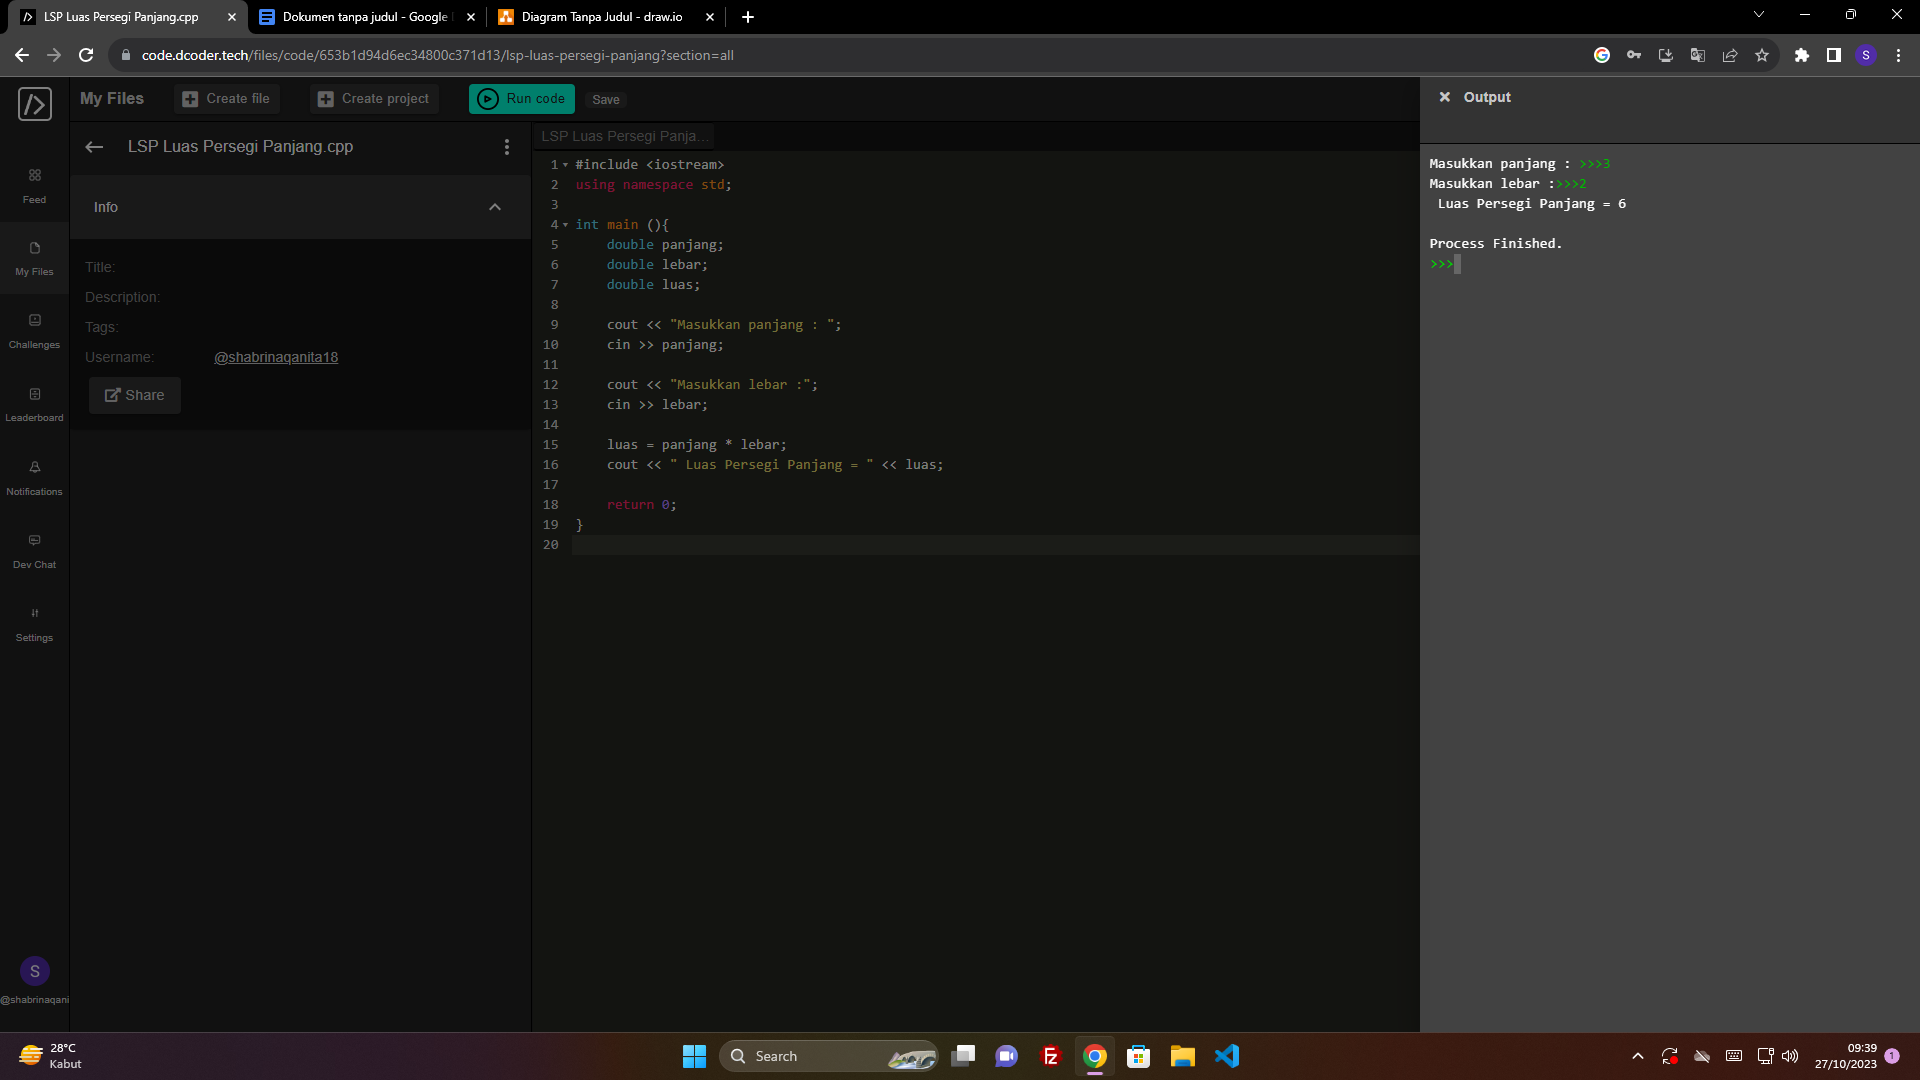 LSP Luas Persegi Panjang.cpp
Dokumen tanpa judul - Google
Diagram Tanpa Judul - draw.io
code.dcoder.tech/files/code/653b1d94d6ec34800c371d13/lsp-luas-persegi-panjang?section=all
S
My Files
Create file
Create project
Run code
Save
Output
LSP Luas Persegi Panjang.cpp
LSP Luas Persegi Panja...
Feed
My Files
Challenges
Leaderboard
Notifications
Dev Chat
Settings
S
@shabrinaqani
Info
Title:
Description:
Tags:
Username: @shabrinaqanita18
Share
1 #include <iostream>
2 using namespace std;
3
4 int main (){
5 double panjang;
6 double lebar;
7 double luas;
8
9 cout << "Masukkan panjang : ";
10 cin >> panjang;
11
12 cout << "Masukkan lebar :";
13 cin >> lebar;
14
15 luas = panjang * lebar;
16 cout << " Luas Persegi Panjang = " << luas;
17
18 return 0;
19 }
20
Masukkan panjang : >>>3
Masukkan lebar :>>>2
Luas Persegi Panjang = 6
Process Finished.
>>>
28°C
Kabut
Search
09:39
27/10/2023
1